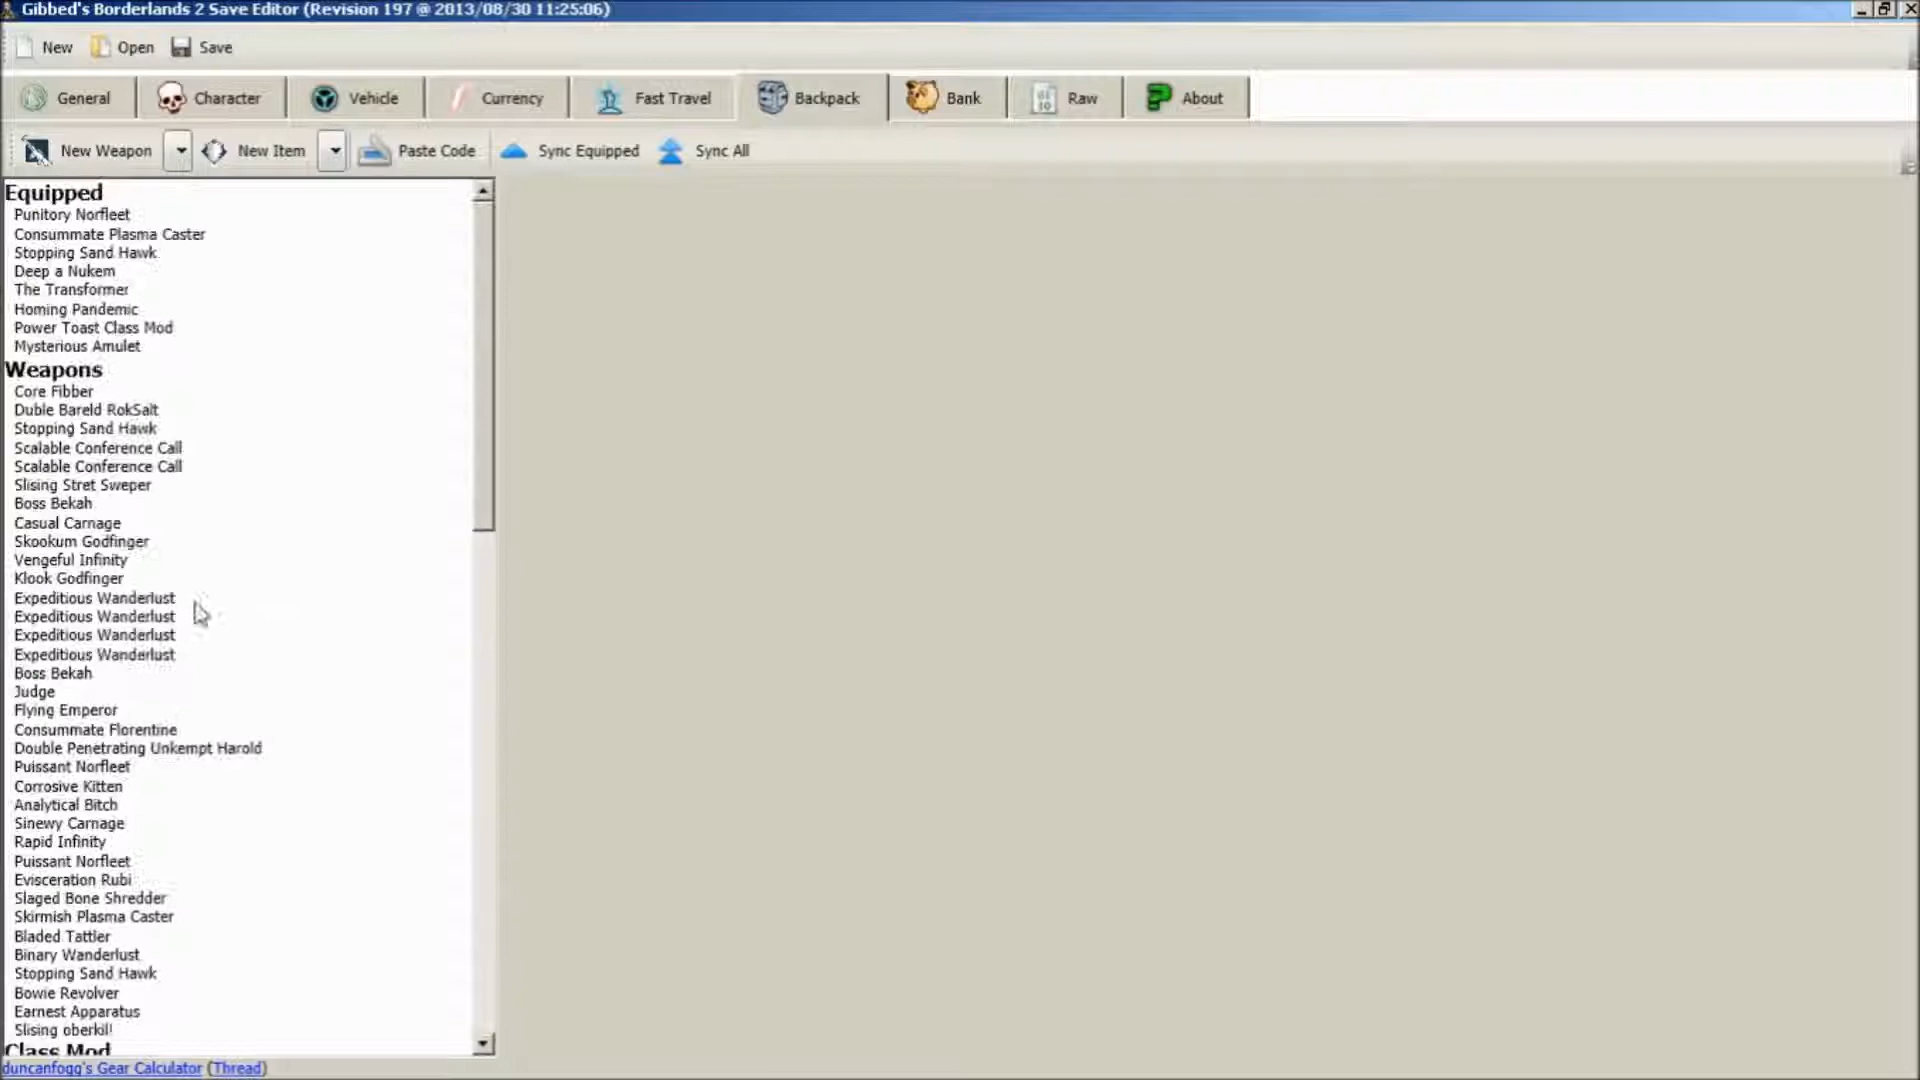 Gibbed's Borderlands 2 Save Editor (Revision 197 @ 2013/08/30 11:25:06)
New Open Save
General Character Vehicle Currency Fast Travel Backpack Bank Raw About
New Weapon New Item Paste Code Sync Equipped Sync All
Equipped
Punitory Norfleet
Consummate Plasma Caster
Stopping Sand Hawk
Deep a Nukem
The Transformer
Homing Pandemic
Power Toast Class Mod
Mysterious Amulet
Weapons
Core Fibber
Duble Bareld RokSalt
Stopping Sand Hawk
Scalable Conference Call
Scalable Conference Call
Slising Stret Sweper
Boss Bekah
Casual Carnage
Skookum Godfinger
Vengeful Infinity
Klook Godfinger
Expeditious Wanderlust
Expeditious Wanderlust
Expeditious Wanderlust
Expeditious Wanderlust
Boss Bekah
Judge
Flying Emperor
Consummate Florentine
Double Penetrating Unkempt Harold
Puissant Norfleet
Corrosive Kitten
Analytical Bitch
Sinewy Carnage
Rapid Infinity
Puissant Norfleet
Evisceration Rubi
Slaged Bone Shredder
Skirmish Plasma Caster
Bladed Tattler
Binary Wanderlust
Stopping Sand Hawk
Bowie Revolver
Earnest Apparatus
Slising oberkil!
Class Mod
duncanfogg's Gear Calculator (Thread)